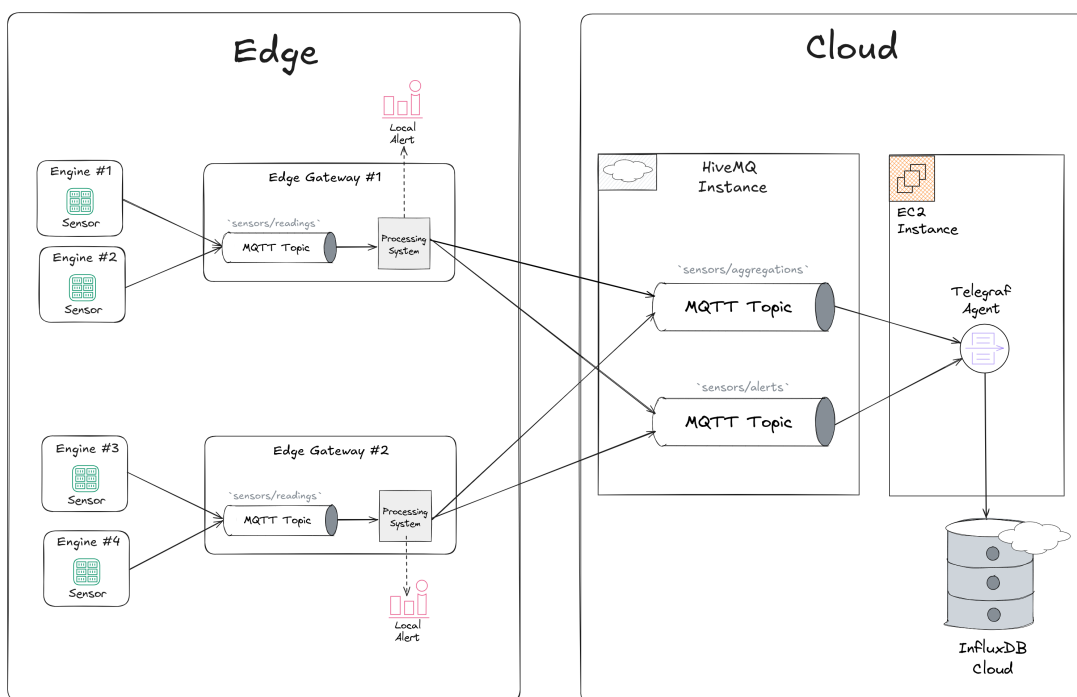 Edge
Cloud
Local
Alert
Engine #1
Sensor
Engine #2
Sensor
Edge Gateway #1
`sensors/readings`
MQTT Topic
Processing
System
HiveMQ
Instance
EC2
Instance
`sensors/aggregations`
MQTT Topic
Telegraf
Agent
`sensors/alerts`
MQTT Topic
Engine #3
Sensor
Engine #4
Sensor
Edge Gateway #2
`sensors/readings`
MQTT Topic
Processing
System
Local
Alert
InfluxDB
Cloud